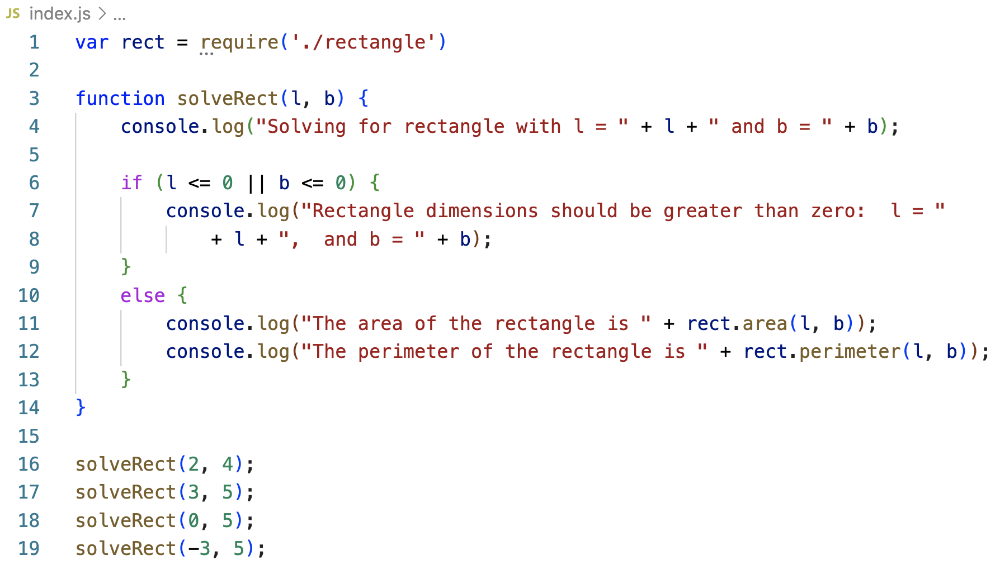 JS index.js > ...
1 var rect = require('./rectangle')
2
3 function solveRect(l, b) {
4     console.log("Solving for rectangle with l = " + l + " and b = " + b);
5
6     if (l <= 0 || b <= 0) {
7         console.log("Rectangle dimensions should be greater than zero:  l = "
8             + l + ",  and b = " + b);
9     }
10     else {
11         console.log("The area of the rectangle is " + rect.area(l, b));
12         console.log("The perimeter of the rectangle is " + rect.perimeter(l, b));
13     }
14 }
15
16 solveRect(2, 4);
17 solveRect(3, 5);
18 solveRect(0, 5);
19 solveRect(-3, 5);